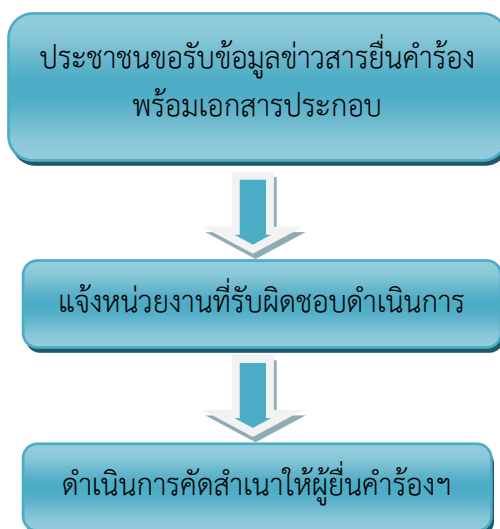 ประชาชนขอรับข้อมูลข่าวสารยื่นคำร้อง
พร้อมเอกสารประกอบ
แจ้งหน่วยงานที่รับผิดชอบดำเนินการ
ดำเนินการคัดสำเนาให้ผู้ยื่นคำร้องฯ